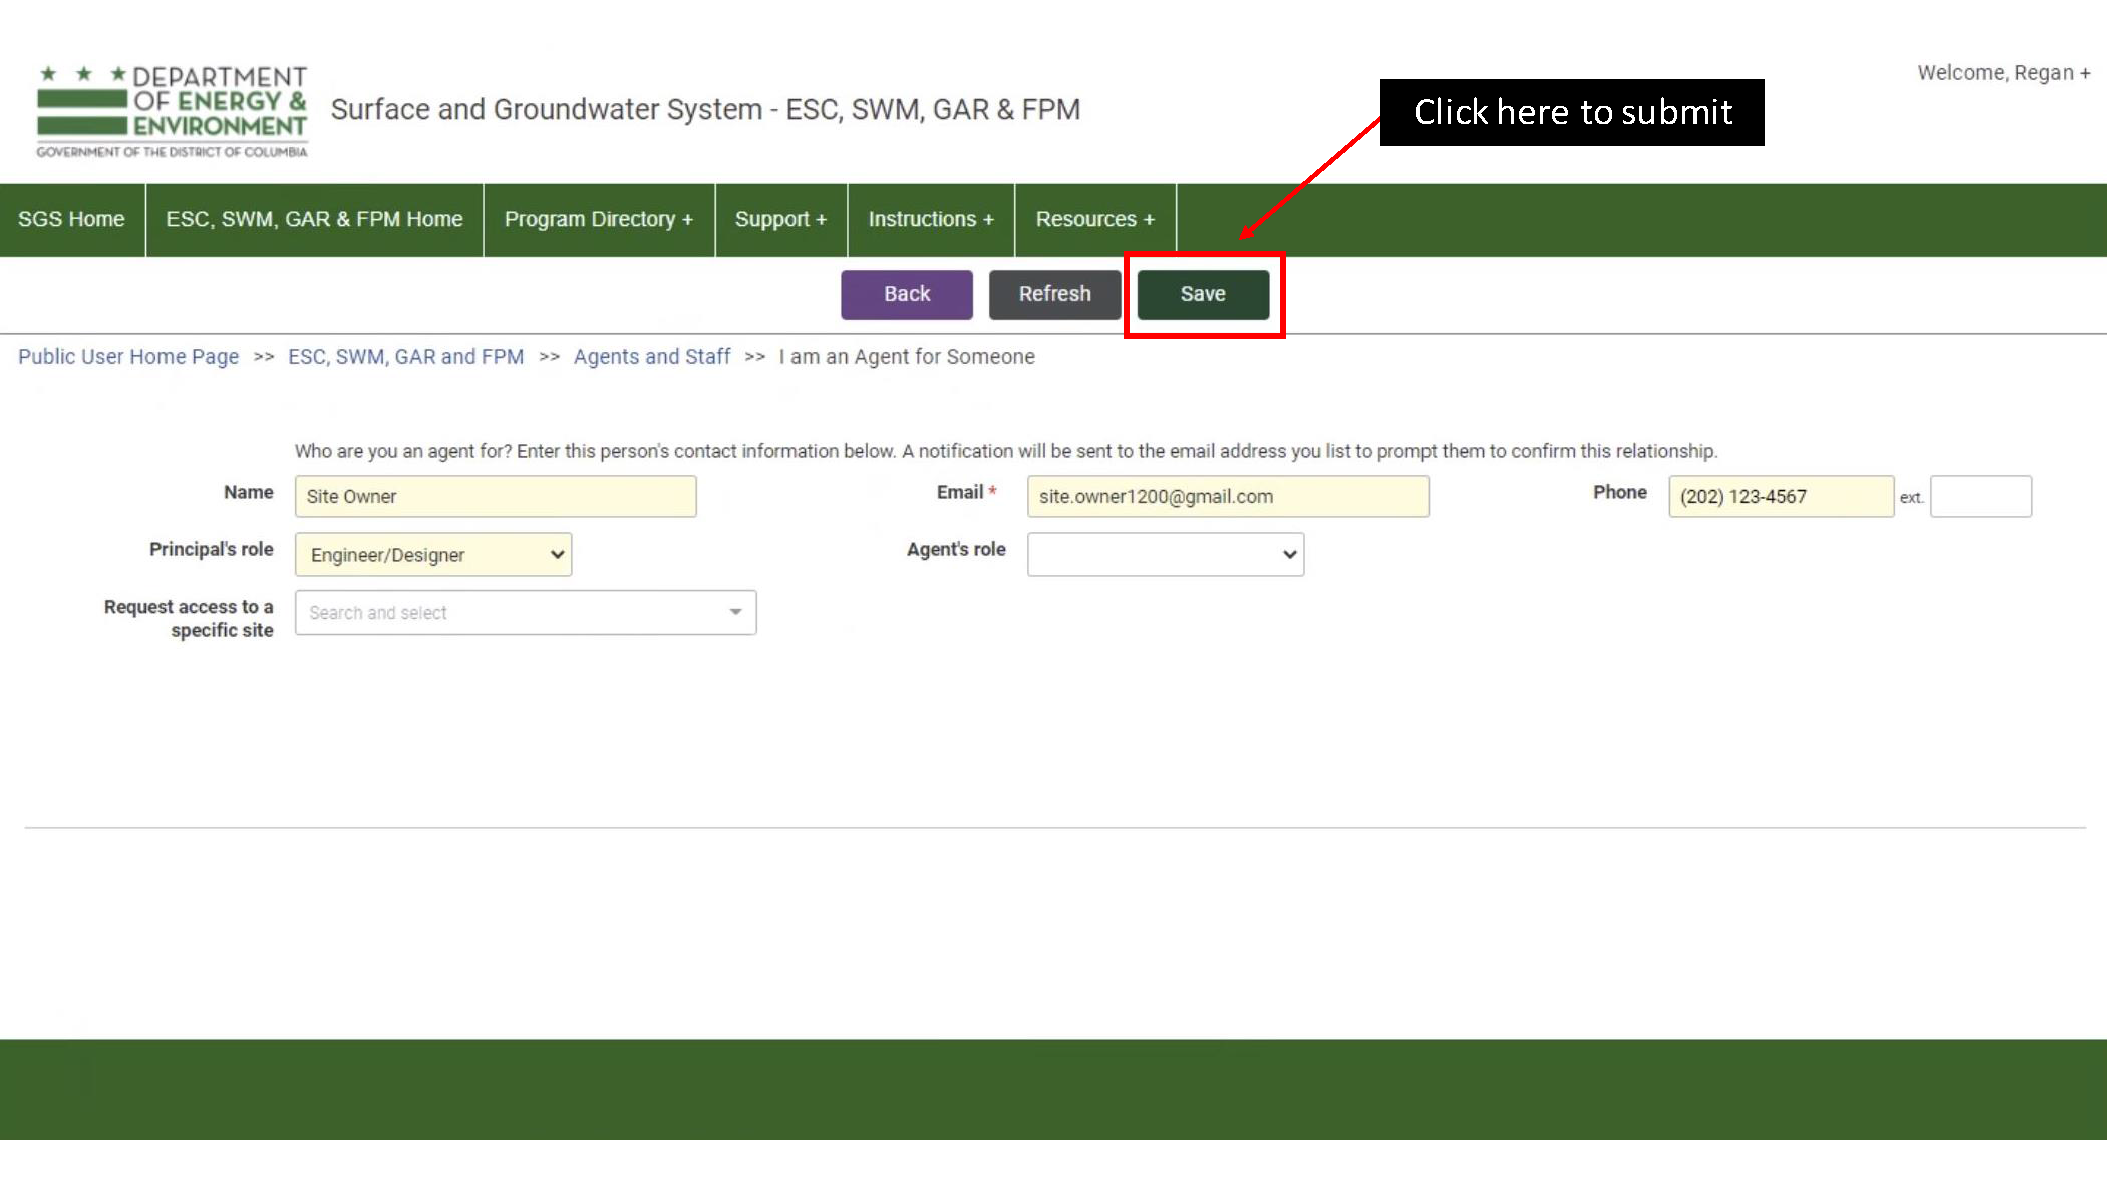 DEPARTMENT
OF ENERGY &
ENVIRONMENT
GOVERNMENT OF THE DISTRICT OF COLUMBIA
Surface and Groundwater System - ESC, SWM, GAR & FPM
Click here to submit
Welcome, Regan +
SGS Home
ESC, SWM, GAR & FPM Home
Program Directory +
Support +
Instructions +
Resources +
Back
Refresh
Save
Public User Home Page >> ESC, SWM, GAR and FPM >> Agents and Staff >> I am an Agent for Someone
Who are you an agent for? Enter this person's contact information below. A notification will be sent to the email address you list to prompt them to confirm this relationship.
Name
Site Owner
Email *
site.owner1200@gmail.com
Phone
(202) 123-4567
ext.
Principal's role
Engineer/Designer
Agent's role
Request access to a
specific site
Search and select